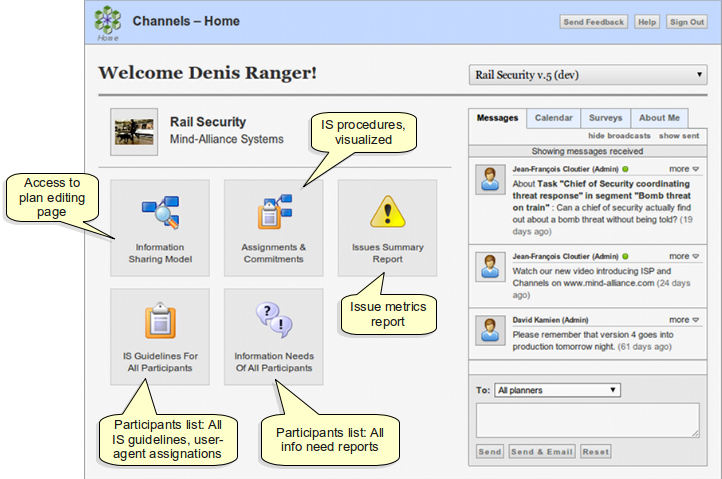 Home
Channels – Home
Send Feedback
Help
Sign Out
Welcome Denis Ranger!
Rail Security v.5 (dev)
Rail Security
Mind-Alliance Systems
IS procedures,
visualized
Access to
plan editing
page
Information
Sharing Model
Assignments &
Commitments
Issues Summary
Report
Issue metrics
report
IS Guidelines For
All Participants
Information Needs
Of All Participants
Participants list: All
IS guidelines, user-
agent assignations
Participants list: All
info need reports
Messages
Calendar
Surveys
About Me
hide broadcasts show sent
Showing messages received
Jean-François Cloutier (Admin)
more
About Task "Chief of Security coordinating
threat response" in segment "Bomb threat
on train" : Can a chief of security actually find
out about a bomb threat without being told? (19
days ago)
Jean-François Cloutier (Admin)
more
Watch our new video introducing ISP and
Channels on www.mind-alliance.com (24 days
ago)
David Kamien (Admin)
more
Please remember that version 4 goes into
production tomorrow night. (61 days ago)
To: All planners
Send
Send & Email
Reset